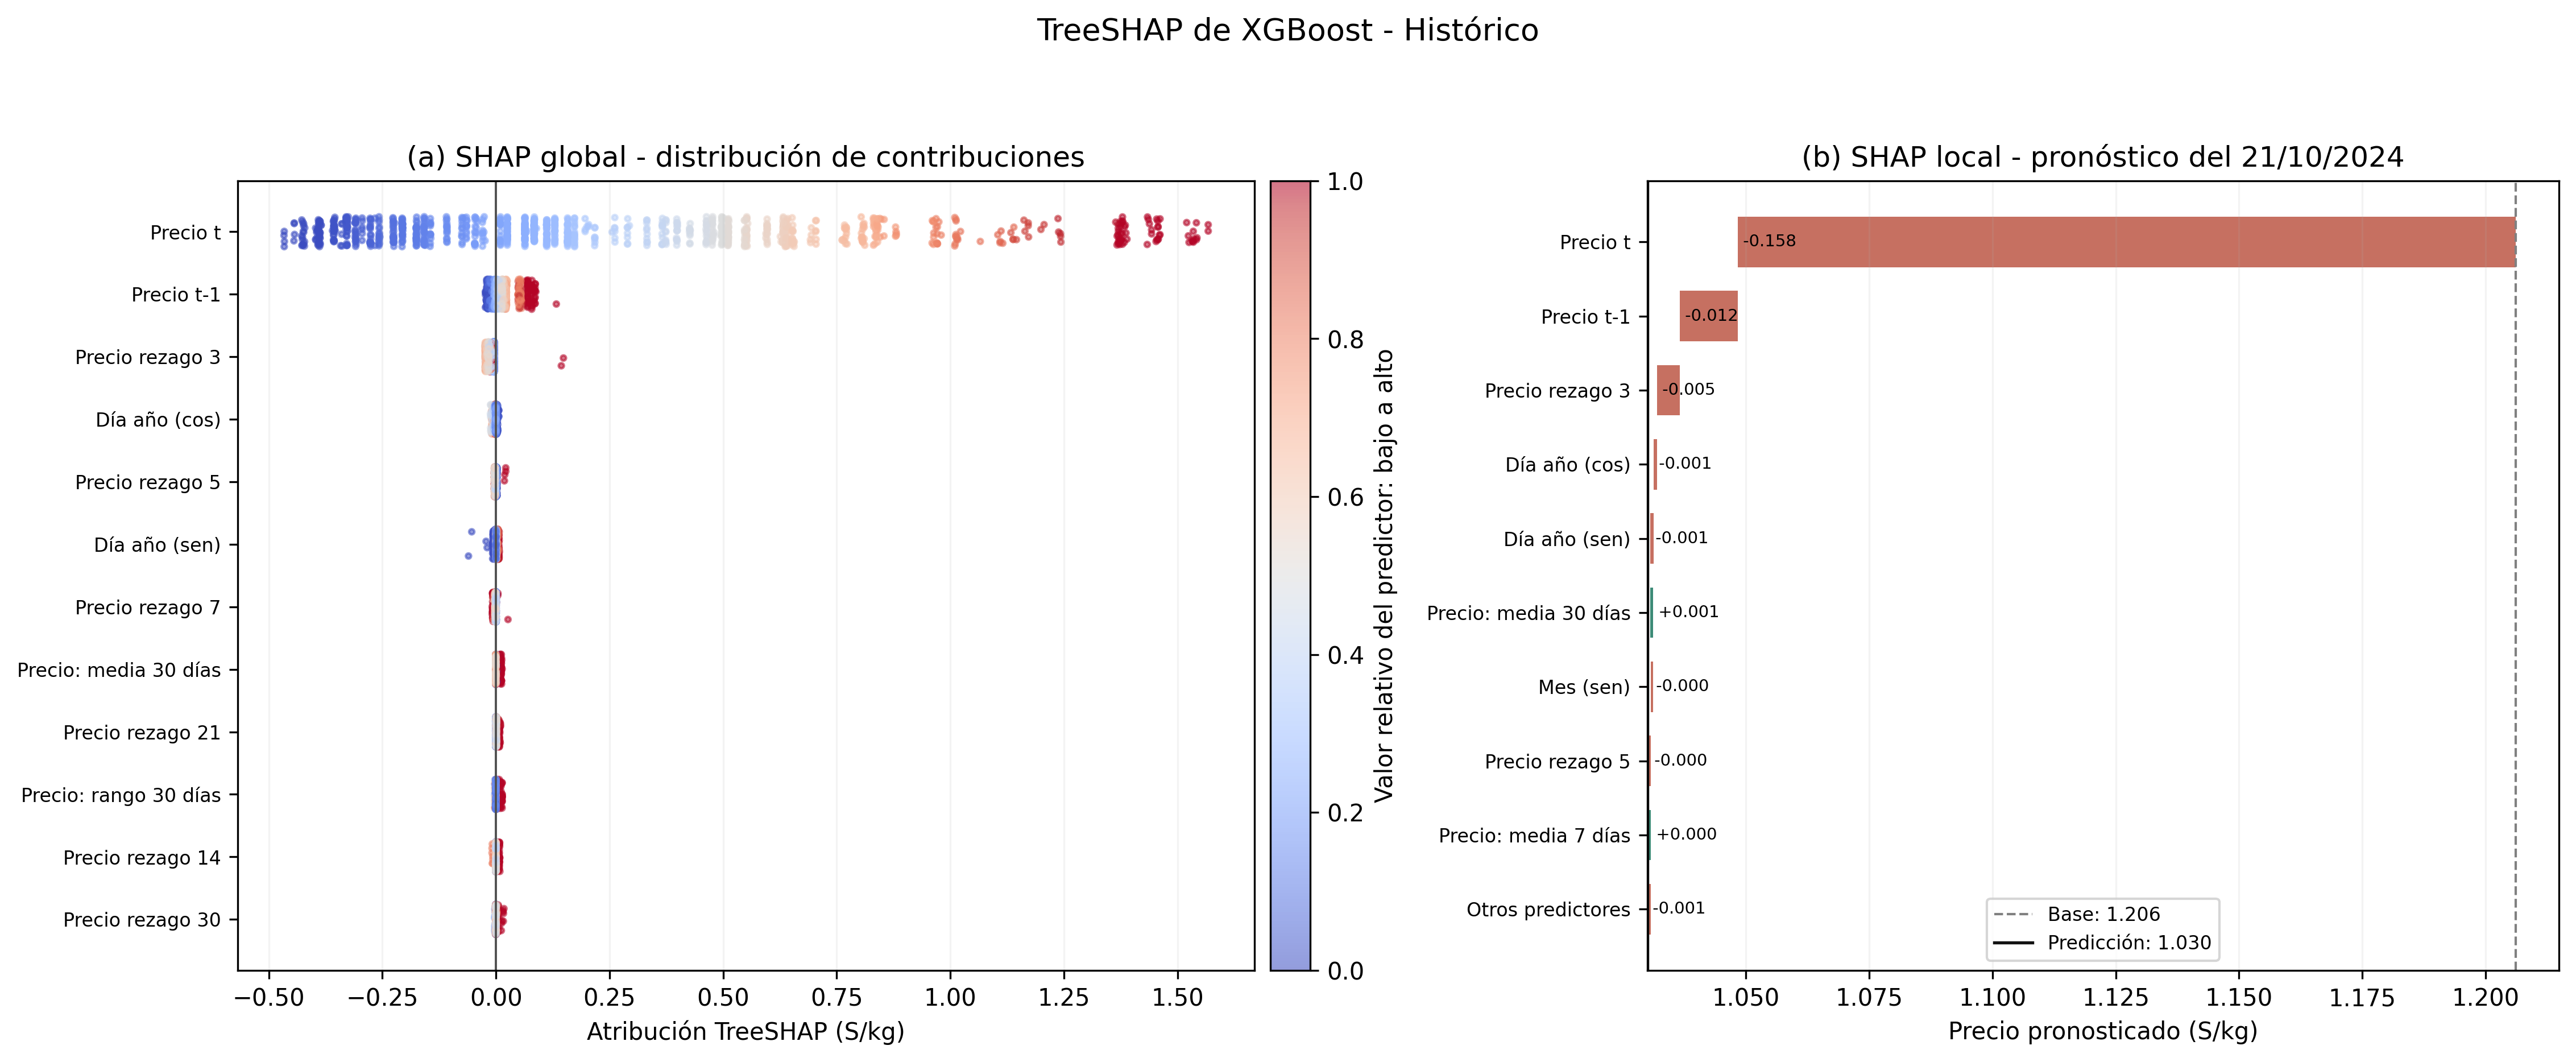 TreeSHAP de XGBoost - Histórico
(a) SHAP global - distribución de contribuciones
Precio t
Precio t-1
Precio rezago 3
Día año (cos)
Precio rezago 5
Día año (sen)
Precio rezago 7
Precio: media 30 días
Precio rezago 21
Precio: rango 30 días
Precio rezago 14
Precio rezago 30
−0.50 −0.25 0.00 0.25 0.50 0.75 1.00 1.25 1.50
Atribución TreeSHAP (S/kg)
1.0
0.8
0.6
0.4
0.2
0.0
Valor relativo del predictor: bajo a alto
(b) SHAP local - pronóstico del 21/10/2024
Precio t -0.158
Precio t-1 -0.012
Precio rezago 3 -0.005
Día año (cos) -0.001
Día año (sen) -0.001
Precio: media 30 días +0.001
Mes (sen) -0.000
Precio rezago 5 -0.000
Precio: media 7 días +0.000
Otros predictores -0.001
Base: 1.206
Predicción: 1.030
1.050 1.075 1.100 1.125 1.150 1.175 1.200
Precio pronosticado (S/kg)